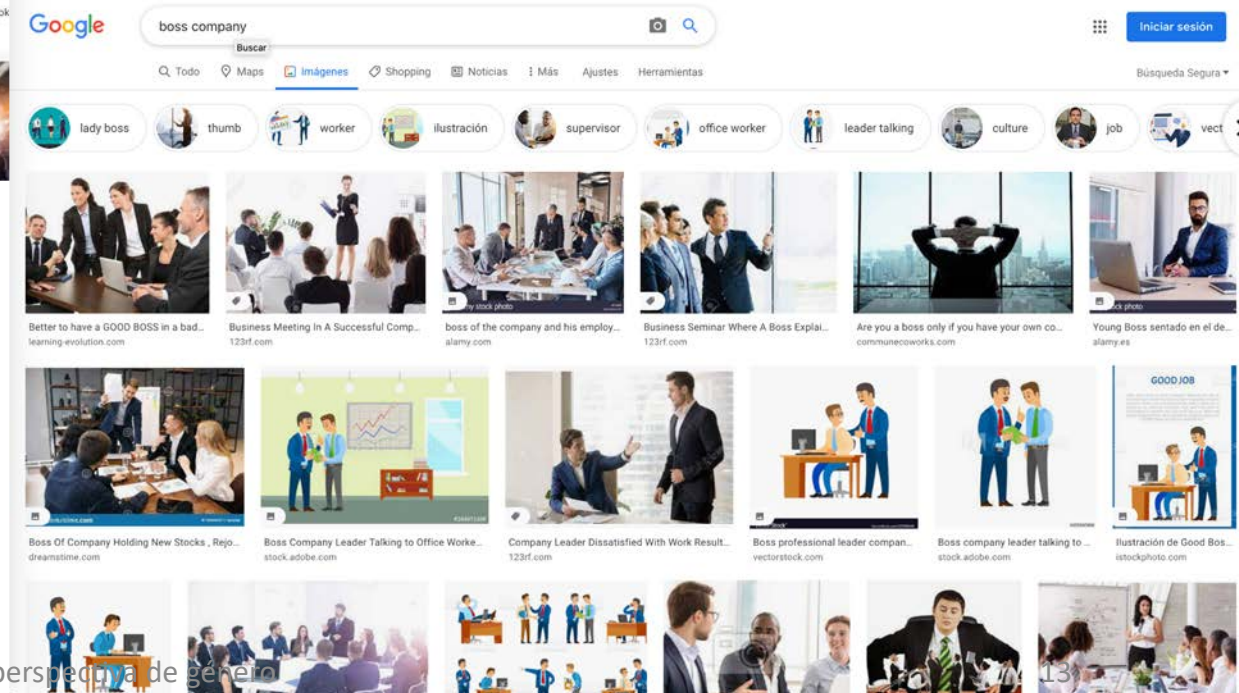 ok
Google
boss company
Buscar
Iniciar sesión
Todo
Maps
Imágenes
Shopping
Noticias
Más
Ajustes
Herramientas
Búsqueda Segura
lady boss
thumb
worker
ilustración
supervisor
office worker
leader talking
culture
job
vect
my stock photo
ck photo
Better to have a GOOD BOSS in a bad...
learning-evolution.com
Business Meeting In A Successful Comp...
123rf.com
boss of the company and his employ...
alamy.com
Business Seminar Where A Boss Explai...
123rf.com
Are you a boss only if you have your own co...
communecoworks.com
Young Boss sentado en el de...
alamy.es
GOOD JOB
Boss Of Company Holding New Stocks , Rejo...
dreamstime.com
Boss Company Leader Talking to Office Worke...
stock.adobe.com
Company Leader Dissatisfied With Work Result...
123rf.com
Boss professional leader compan...
vectorstock.com
Boss company leader talking to ...
stock.adobe.com
Ilustración de Good Bos...
istockphoto.com
perspectiva de género
13